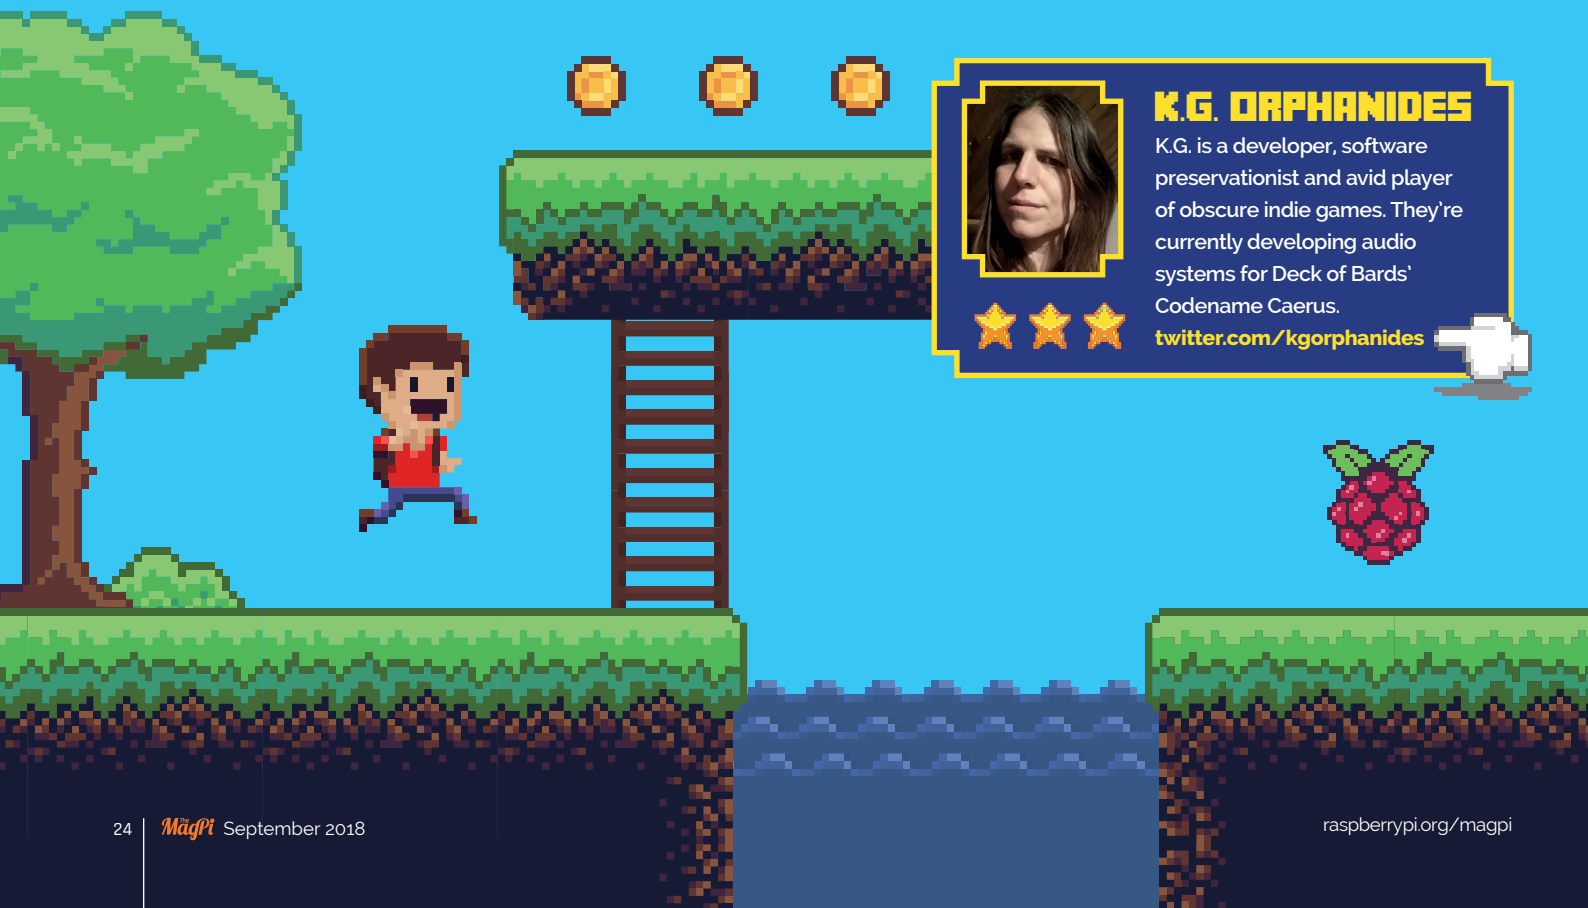 K.G. ORPHANIDES
K.G. is a developer, software
preservationist and avid player
of obscure indie games. They're
currently developing audio
systems for Deck of Bards'
Codename Caerus.
twitter.com/kgorphanides
24
The MagPi September 2018
raspberrypi.org/magpi